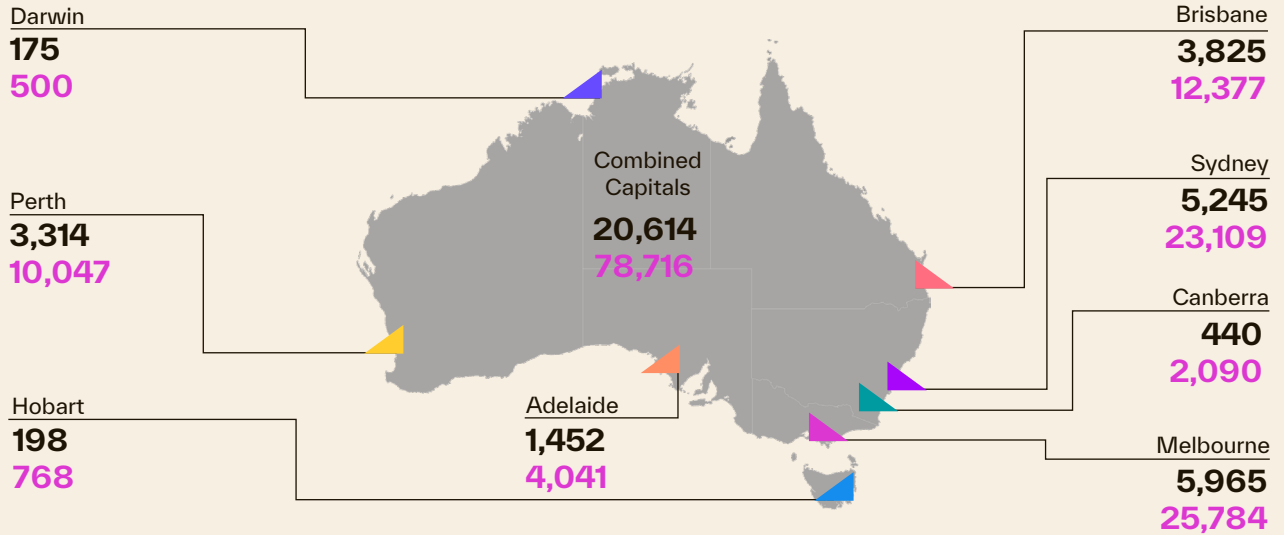 Darwin
175
500
Perth
3,314
10,047
Hobart
198
768
Combined
Capitals
20,614
78,716
Adelaide
1,452
4,041
Brisbane
3,825
12,377
Sydney
5,245
23,109
Canberra
440
2,090
Melbourne
5,965
25,784